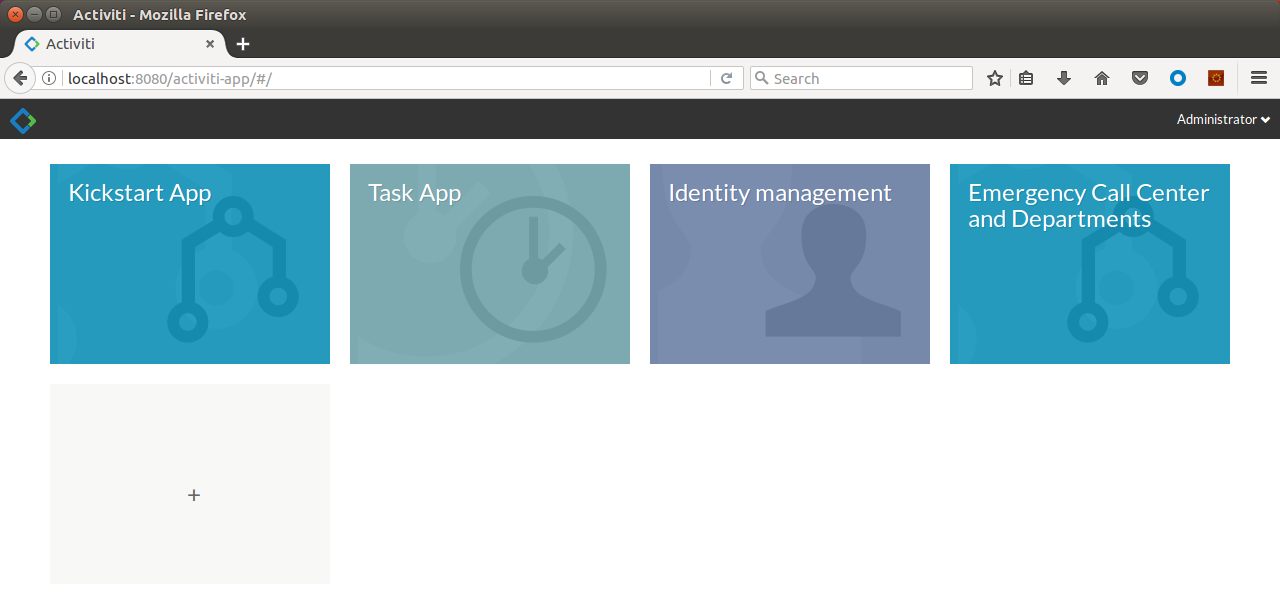 Activiti - Mozilla Firefox
Activiti
localhost:8080/activiti-app/#/
Search
Administrator
Kickstart App
Task App
Identity management
Emergency Call Center
and Departments
+